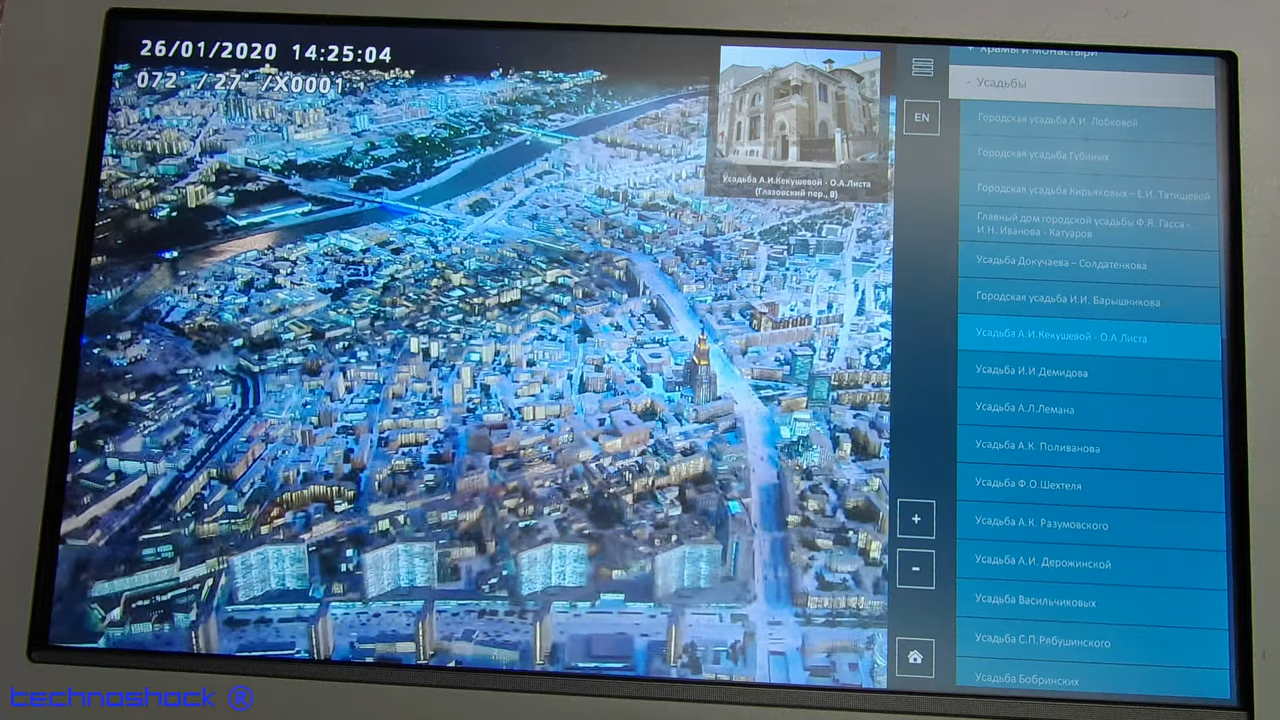 26/01/2020 14:25:04
072° / 27° /X0001
Усадьба А.И.Кекушевой - О.А.Листа
(Глазовский пер., 8)
EN
+
-
+ Храмы и монастыри
- Усадьбы
Городская усадьба А.И. Лобковой
Городская усадьба Губиных
Городская усадьба Кирьяковых – Е.И. Татищевой
Главный дом городской усадьбы Ф.Я. Гасса -
И.Н. Иванова - Катуаров
Усадьба Докучаева – Солдатенкова
Городская усадьба И.И. Барышникова
Усадьба А.И.Кекушевой - О.А.Листа
Усадьба И.И.Демидова
Усадьба А.Л.Лемана
Усадьба А.К. Поливанова
Усадьба Ф.О.Шехтеля
Усадьба А.К. Разумовского
Усадьба А.И. Дерожинской
Усадьба Васильчиковых
Усадьба С.П.Рябушинского
Усадьба Бобринских
technoshack ®